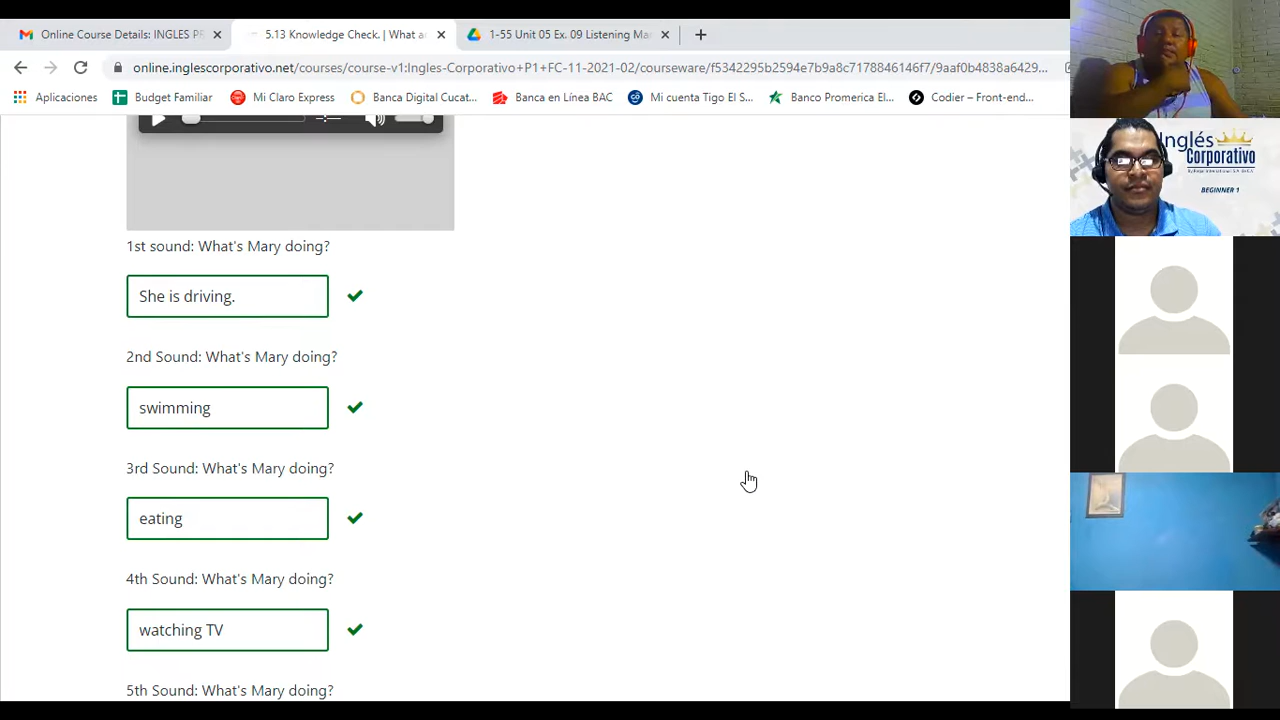 Online Course Details: INGLES PR
5.13 Knowledge Check. | What a
1-55 Unit 05 Ex. 09 Listening Ma
online.inglescorporativo.net/courses/course-v1:Ingles-Corporativo+P1+FC-11-2021-02/courseware/f5342295b2594e7b9a8c7178846146f7/9aaf0b4838a6429...
Aplicaciones
Budget Familiar
Mi Claro Express
Banca Digital Cucat...
Banca en Línea BAC
Mi cuenta Tigo El S...
Banco Promerica El...
Codier – Front-end...
1st sound: What's Mary doing?
She is driving.
2nd Sound: What's Mary doing?
swimming
3rd Sound: What's Mary doing?
eating
4th Sound: What's Mary doing?
watching TV
5th Sound: What's Mary doing?
Inglés
Corporativo
BEGINNER 1